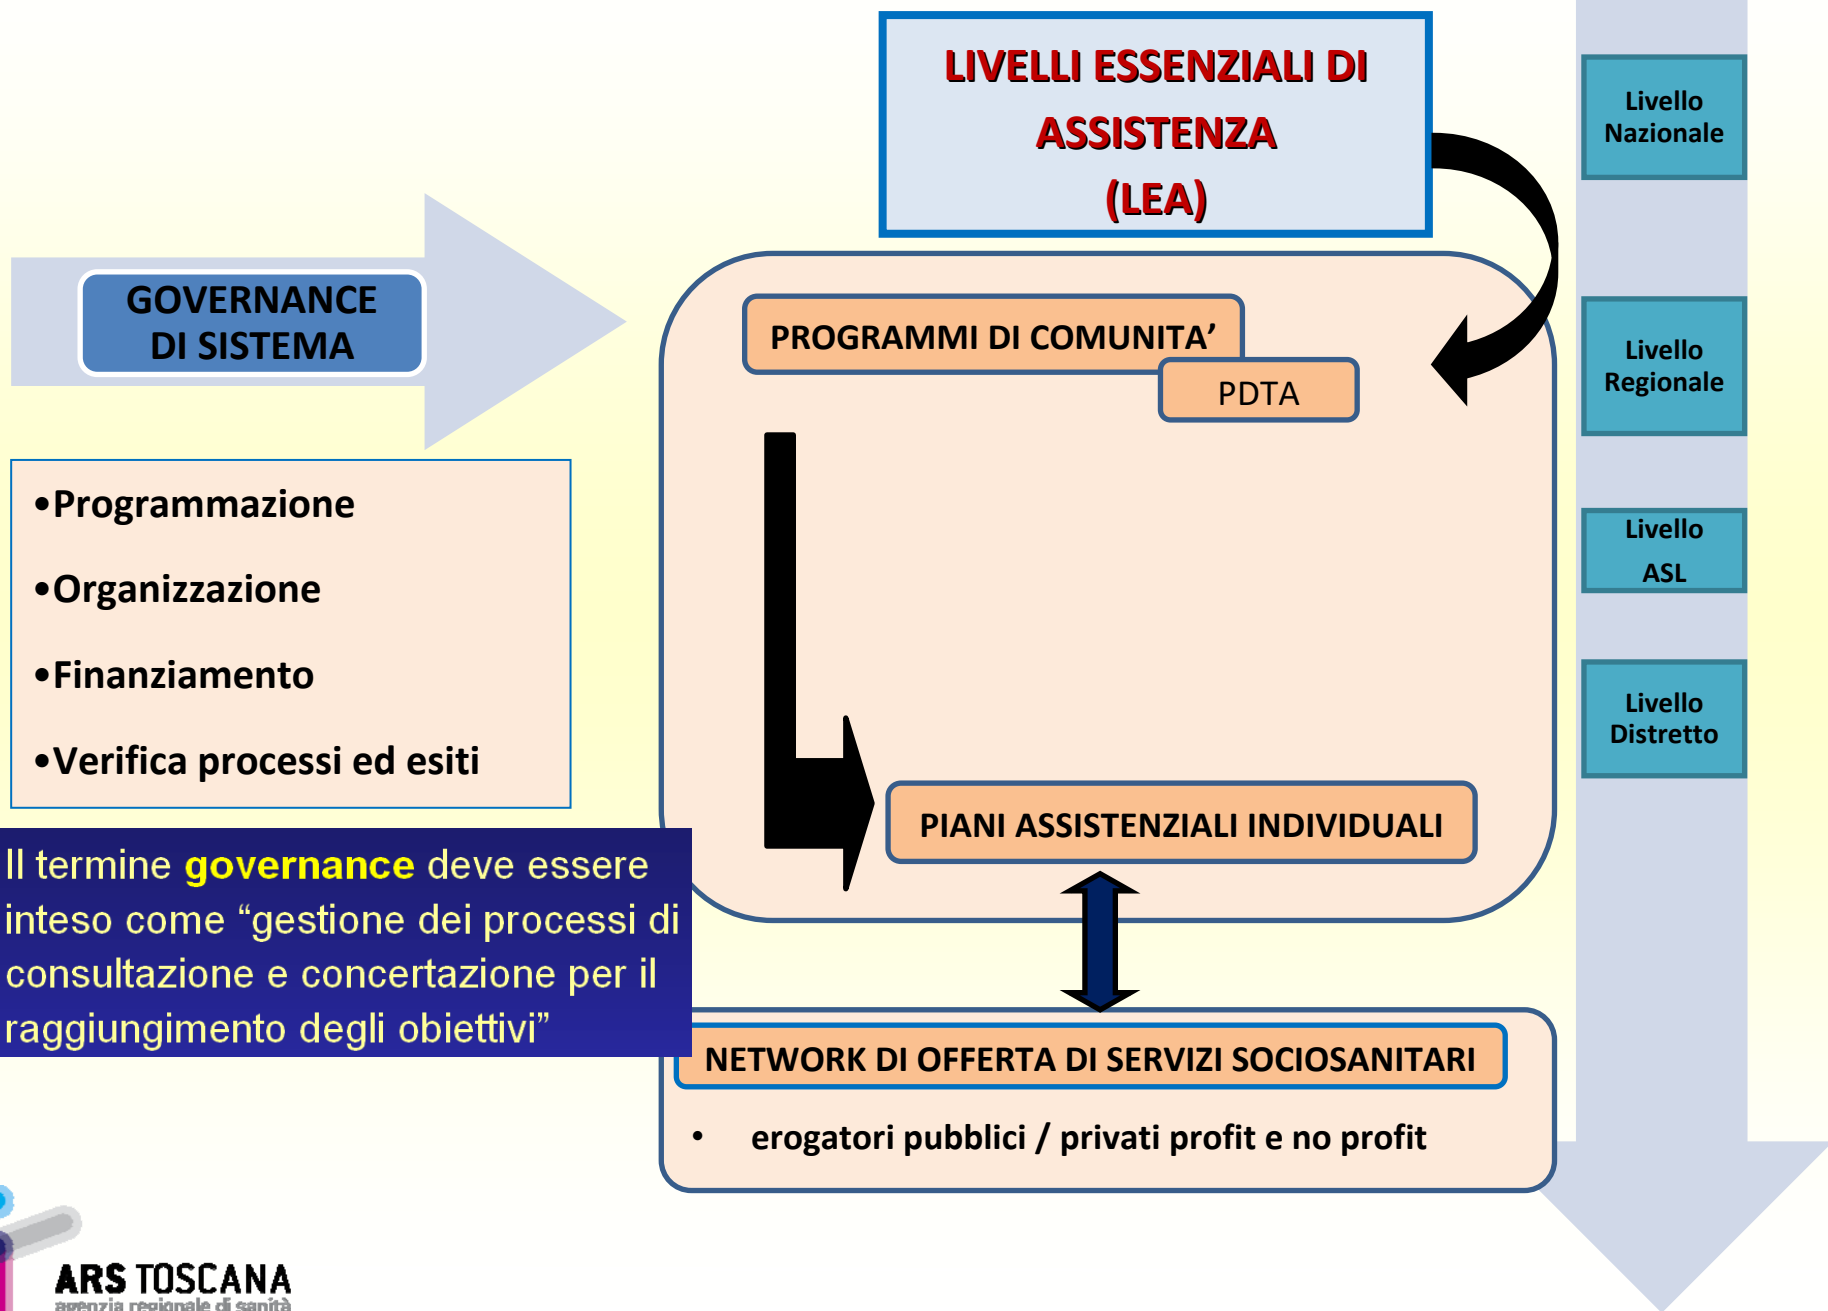 LIVELLI ESSENZIALI DI
ASSISTENZA
(LEA)
Livello
Nazionale
GOVERNANCE
DI SISTEMA
PROGRAMMI DI COMUNITA’
PDTA
Livello
Regionale
•Programmazione
•Organizzazione
•Finanziamento
•Verifica processi ed esiti
Livello
ASL
Livello
Distretto
PIANI ASSISTENZIALI INDIVIDUALI
Il termine governance deve essere
inteso come “gestione dei processi di
consultazione e concertazione per il
raggiungimento degli obiettivi”
NETWORK DI OFFERTA DI SERVIZI SOCIOSANITARI
• erogatori pubblici / privati profit e no profit
ARS TOSCANA
agenzia regionale di sanità